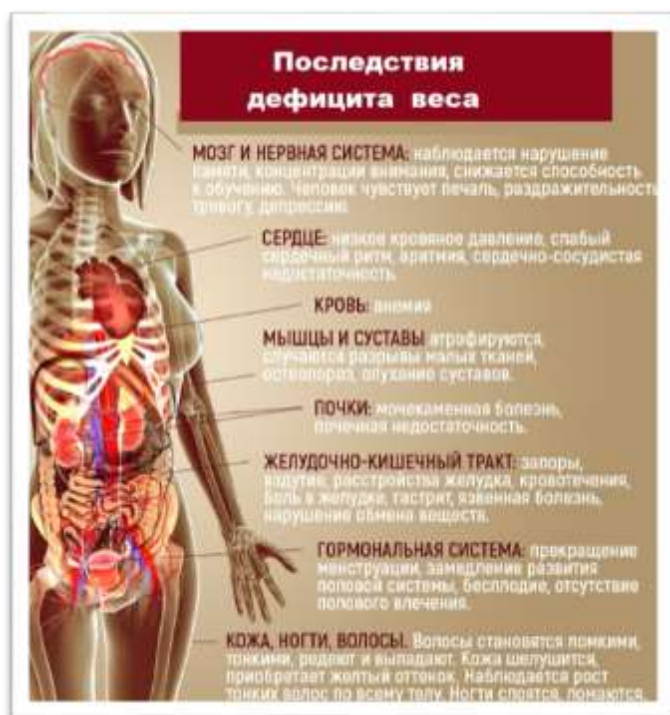 Последствия
дефицита веса
МОЗГ И НЕРВНАЯ СИСТЕМА: наблюдается нарушение
памяти, концентрации внимания, снижается способность
к обучению. Человек чувствует печаль, раздражительность,
тревогу, депрессию.
СЕРДЦЕ: низкое кровяное давление, слабый
сердечный ритм, аритмия, сердечно-сосудистая
недостаточность.
КРОВЬ: анемия
МЫШЦЫ И СУСТАВЫ атрофируются,
случаются разрывы малых тканей,
остеопороз, опухание суставов.
ПОЧКИ: мочекаменная болезнь,
почечная недостаточность.
ЖЕЛУДОЧНО-КИШЕЧНЫЙ ТРАКТ: запоры,
вздутие, расстройства желудка, кровотечения,
боль в желудке, гастрит, язвенная болезнь,
нарушение обмена веществ.
ГОРМОНАЛЬНАЯ СИСТЕМА: прекращение
менструации, замедление развития
половой системы, бесплодие, отсутствие
полового влечения.
КОЖА, НОГТИ, ВОЛОСЫ. Волосы становятся ломкими,
тонкими, редеют и выпадают. Кожа шелушится,
приобретает желтый оттенок. Наблюдается рост
тонких волос по всему телу. Ногти слоятся, ломаются.